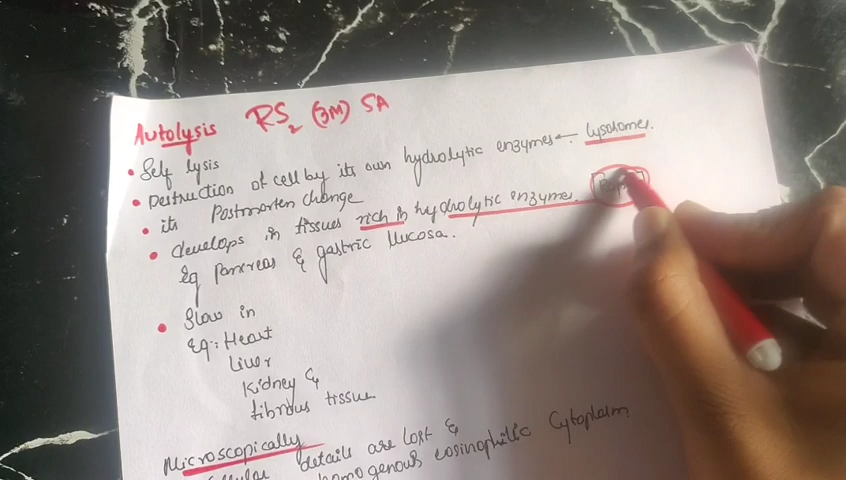 Autolysis RS2 (3M) SA
• Self lysis
• Destruction of cell by its own hydrolytic enzymes ← lysosomes.
• its Postmorten change
• develops in tissues rich in hydrolytic enzyme.
Eg Pancreas & gastric Mucosa.
• Slow in
Eg: Heart
Liver
Kidney &
fibrous tissue
Microscopically
details are lost &
homogenous eosinophilic Cytoplasm